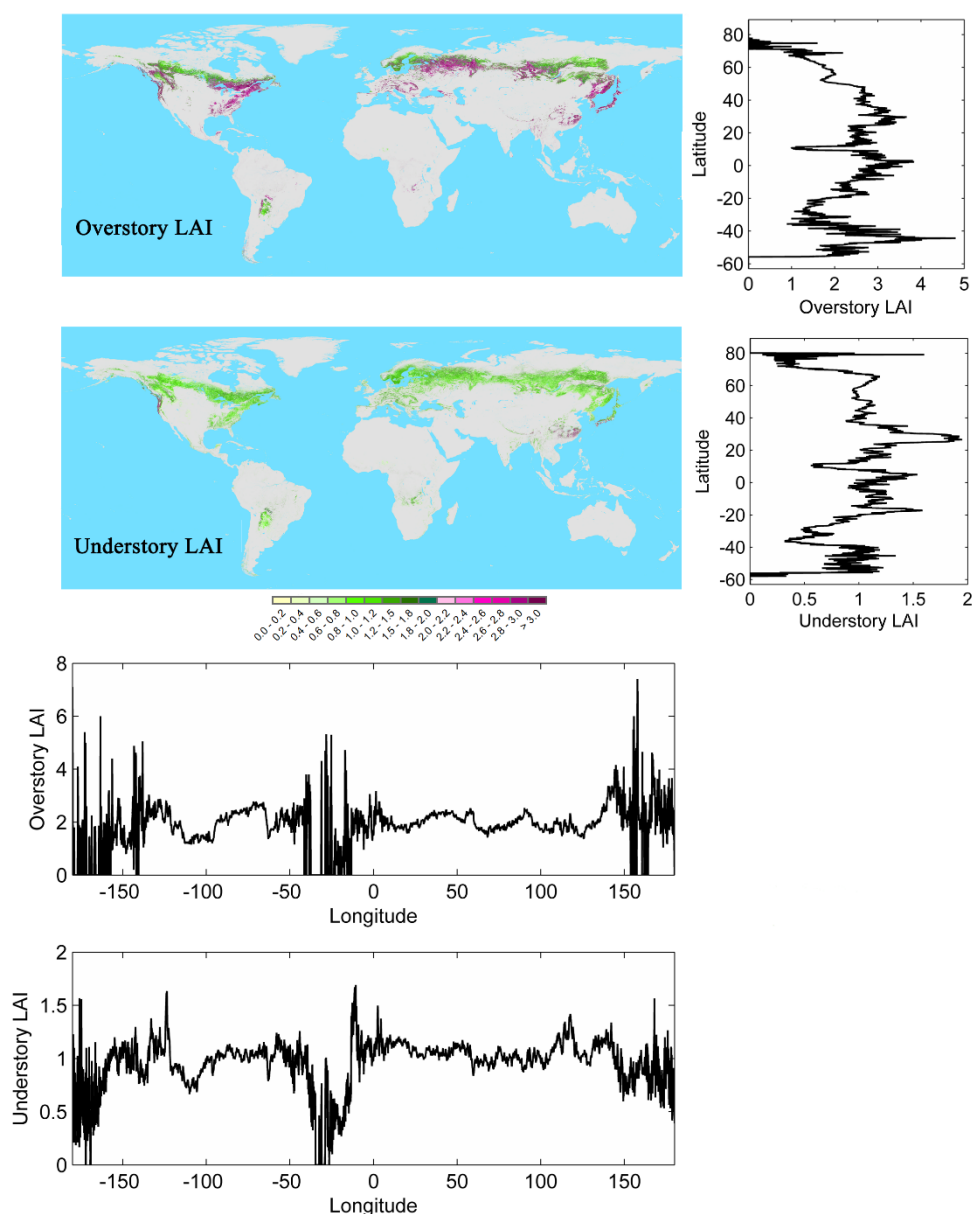 Overstory LAI
80
60
40
20
0
-20
-40
-60
Latitude
0 1 2 3 4 5
Overstory LAI
Understory LAI
80
60
40
20
0
-20
-40
-60
Latitude
0 0.5 1 1.5 2
Understory LAI
0.0 - 0.2
0.2 - 0.4
0.4 - 0.6
0.6 - 0.8
0.8 - 1.0
1.0 - 1.2
1.2 - 1.5
1.5 - 1.8
1.8 - 2.0
2.0 - 2.2
2.2 - 2.4
2.4 - 2.6
2.6 - 2.8
2.8 - 3.0
> 3.0
8
6
4
2
0
Overstory LAI
-150 -100 -50 0 50 100 150
Longitude
2
1.5
1
0.5
0
Understory LAI
-150 -100 -50 0 50 100 150
Longitude